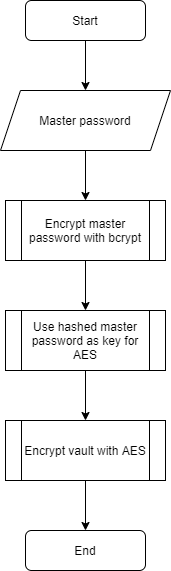 Start
Master password
Encrypt master
password with bcrypt
Use hashed master
password as key for
AES
Encrypt vault with AES
End